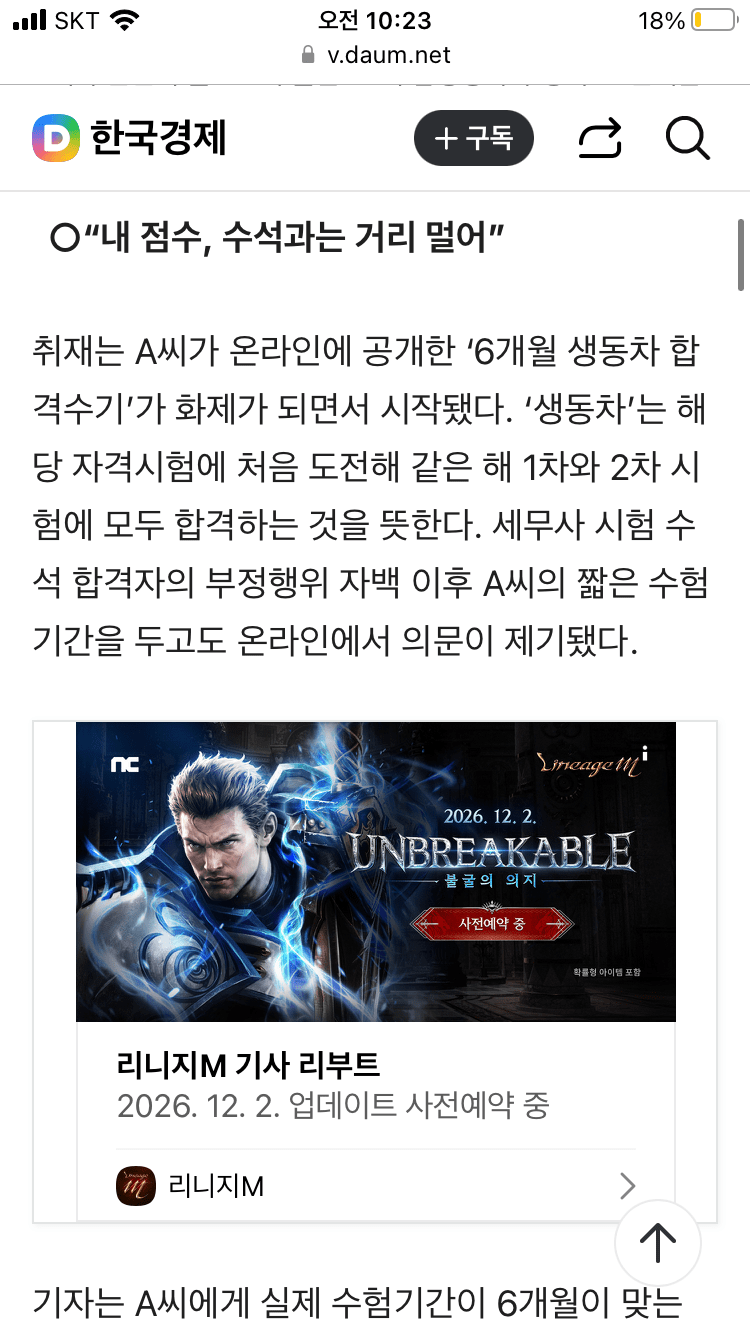 SKT 오전 10:23 18%
v.daum.net
D 한국경제 + 구독
○“내 점수, 수석과는 거리 멀어”
취재는 A씨가 온라인에 공개한 ‘6개월 생동차 합
격수기’가 화제가 되면서 시작됐다. ‘생동차’는 해
당 자격시험에 처음 도전해 같은 해 1차와 2차 시
험에 모두 합격하는 것을 뜻한다. 세무사 시험 수
석 합격자의 부정행위 자백 이후 A씨의 짧은 수험
기간을 두고도 온라인에서 의문이 제기됐다.
nc
Lineage M
i
2026. 12. 2.
UNBREAKABLE
불굴의 의지
사전예약 중
확률형 아이템 포함
리니지M 기사 리부트
2026. 12. 2. 업데이트 사전예약 중
리니지M
기자는 A씨에게 실제 수험기간이 6개월이 맞는